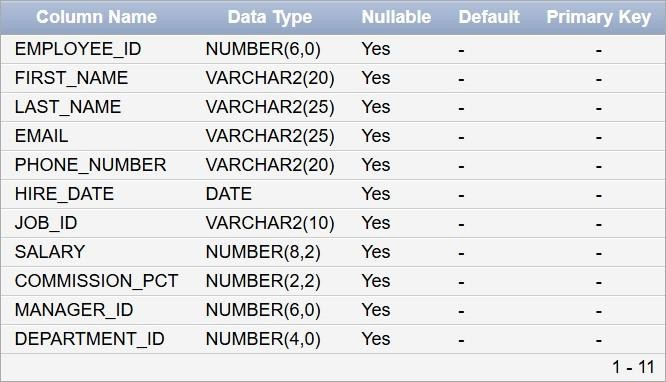 Column Name Data Type Nullable Default Primary Key
EMPLOYEE_ID NUMBER(6,0) Yes - -
FIRST_NAME VARCHAR2(20) Yes - -
LAST_NAME VARCHAR2(25) Yes - -
EMAIL VARCHAR2(25) Yes - -
PHONE_NUMBER VARCHAR2(20) Yes - -
HIRE_DATE DATE Yes - -
JOB_ID VARCHAR2(10) Yes - -
SALARY NUMBER(8,2) Yes - -
COMMISSION_PCT NUMBER(2,2) Yes - -
MANAGER_ID NUMBER(6,0) Yes - -
DEPARTMENT_ID NUMBER(4,0) Yes - -
1 - 11